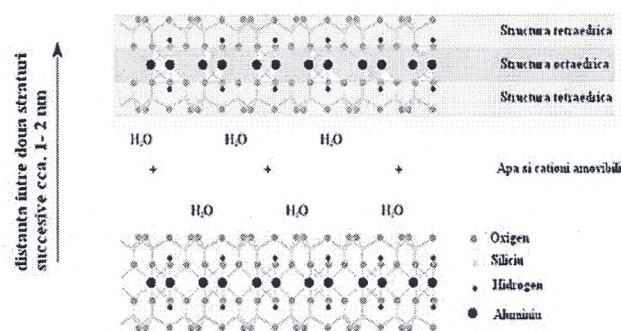 Structura tetraedrica
Structura octaedrica
Structura tetraedrica
distanta intre doua straturi
succesive cca. 1- 2 nm
H₂O H₂O H₂O
+ + +
Apa si cationi amovibili
H₂O H₂O H₂O
Oxigen
Siliciu
Hidrogen
Aluminiu